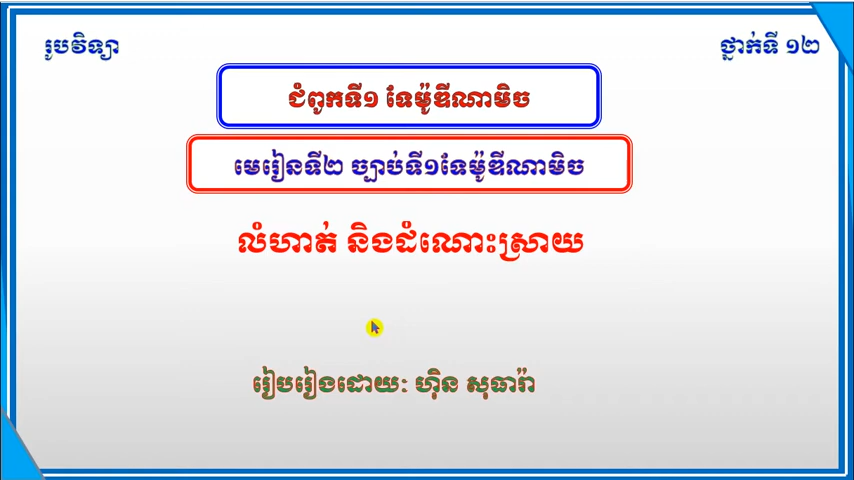 រូបវិទ្យា
ថ្នាក់ទី ១២
ជំពូកទី១ ទែម៉ូឌីណាមិច
មេរៀនទី២ ច្បាប់ទី១ទែម៉ូឌីណាមិច
លំហាត់ និងដំណោះស្រាយ
រៀបរៀងដោយ: ហ៊ិន សុធារ៉ា